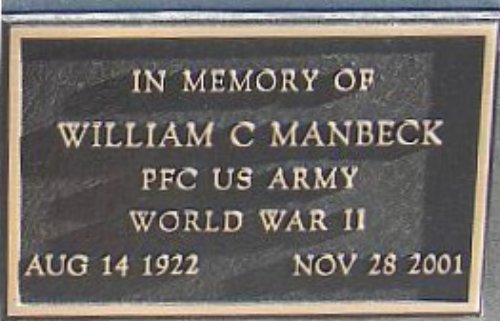 IN MEMORY OF
WILLIAM C MANBECK
PFC US ARMY
WORLD WAR II
AUG 14 1922 NOV 28 2001